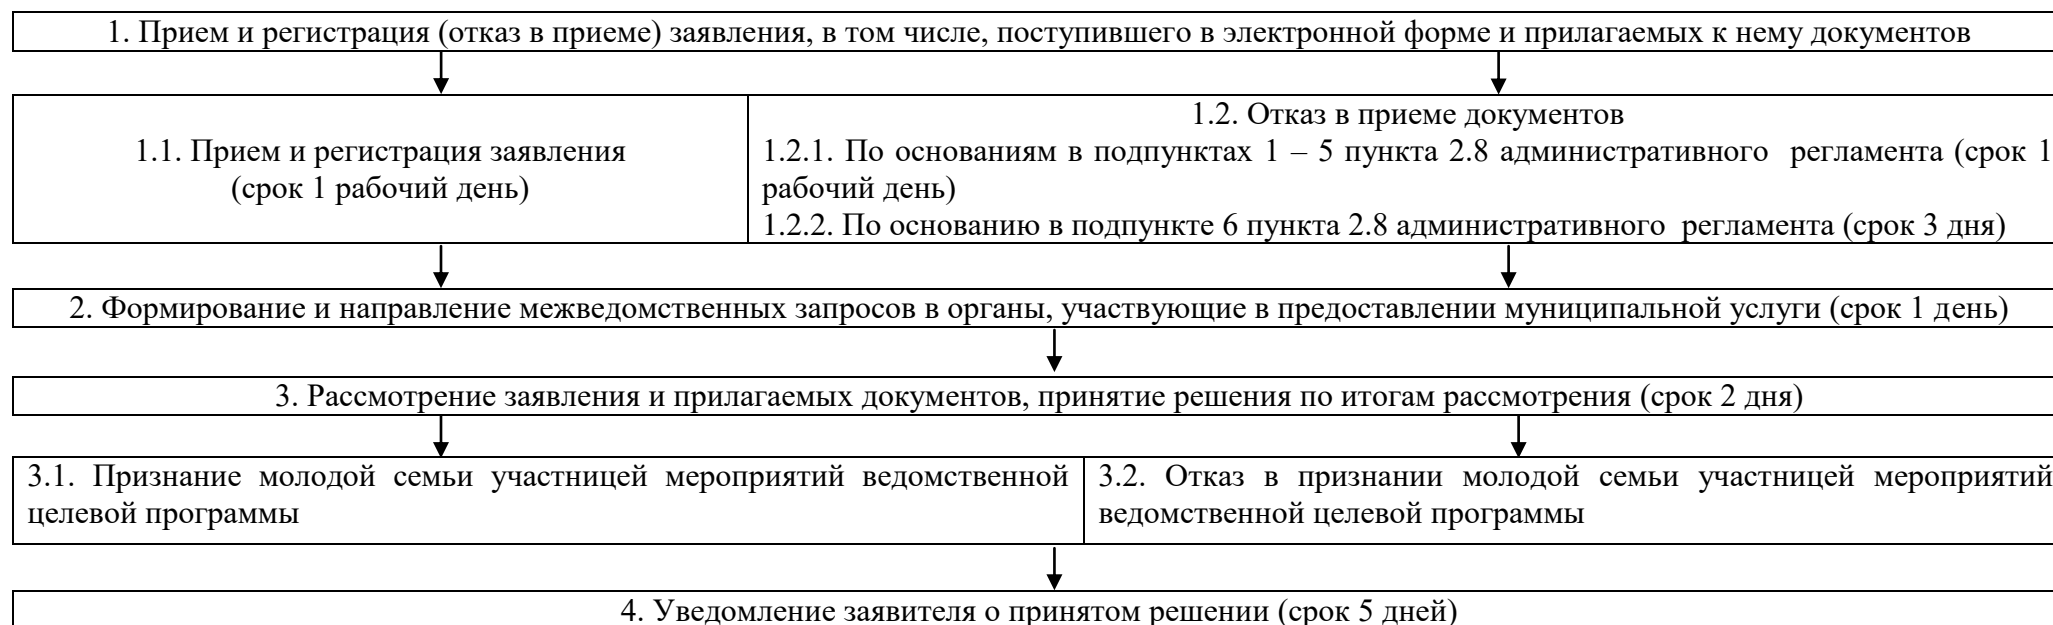 1. Прием и регистрация (отказ в приеме) заявления, в том числе, поступившего в электронной форме и прилагаемых к нему документов
1.1. Прием и регистрация заявления
(срок 1 рабочий день)
1.2. Отказ в приеме документов
1.2.1. По основаниям в подпунктах 1 – 5 пункта 2.8 административного регламента (срок 1
рабочий день)
1.2.2. По основанию в подпункте 6 пункта 2.8 административного регламента (срок 3 дня)
2. Формирование и направление межведомственных запросов в органы, участвующие в предоставлении муниципальной услуги (срок 1 день)
3. Рассмотрение заявления и прилагаемых документов, принятие решения по итогам рассмотрения (срок 2 дня)
3.1. Признание молодой семьи участницей мероприятий ведомственной
целевой программы
3.2. Отказ в признании молодой семьи участницей мероприятий
ведомственной целевой программы
4. Уведомление заявителя о принятом решении (срок 5 дней)